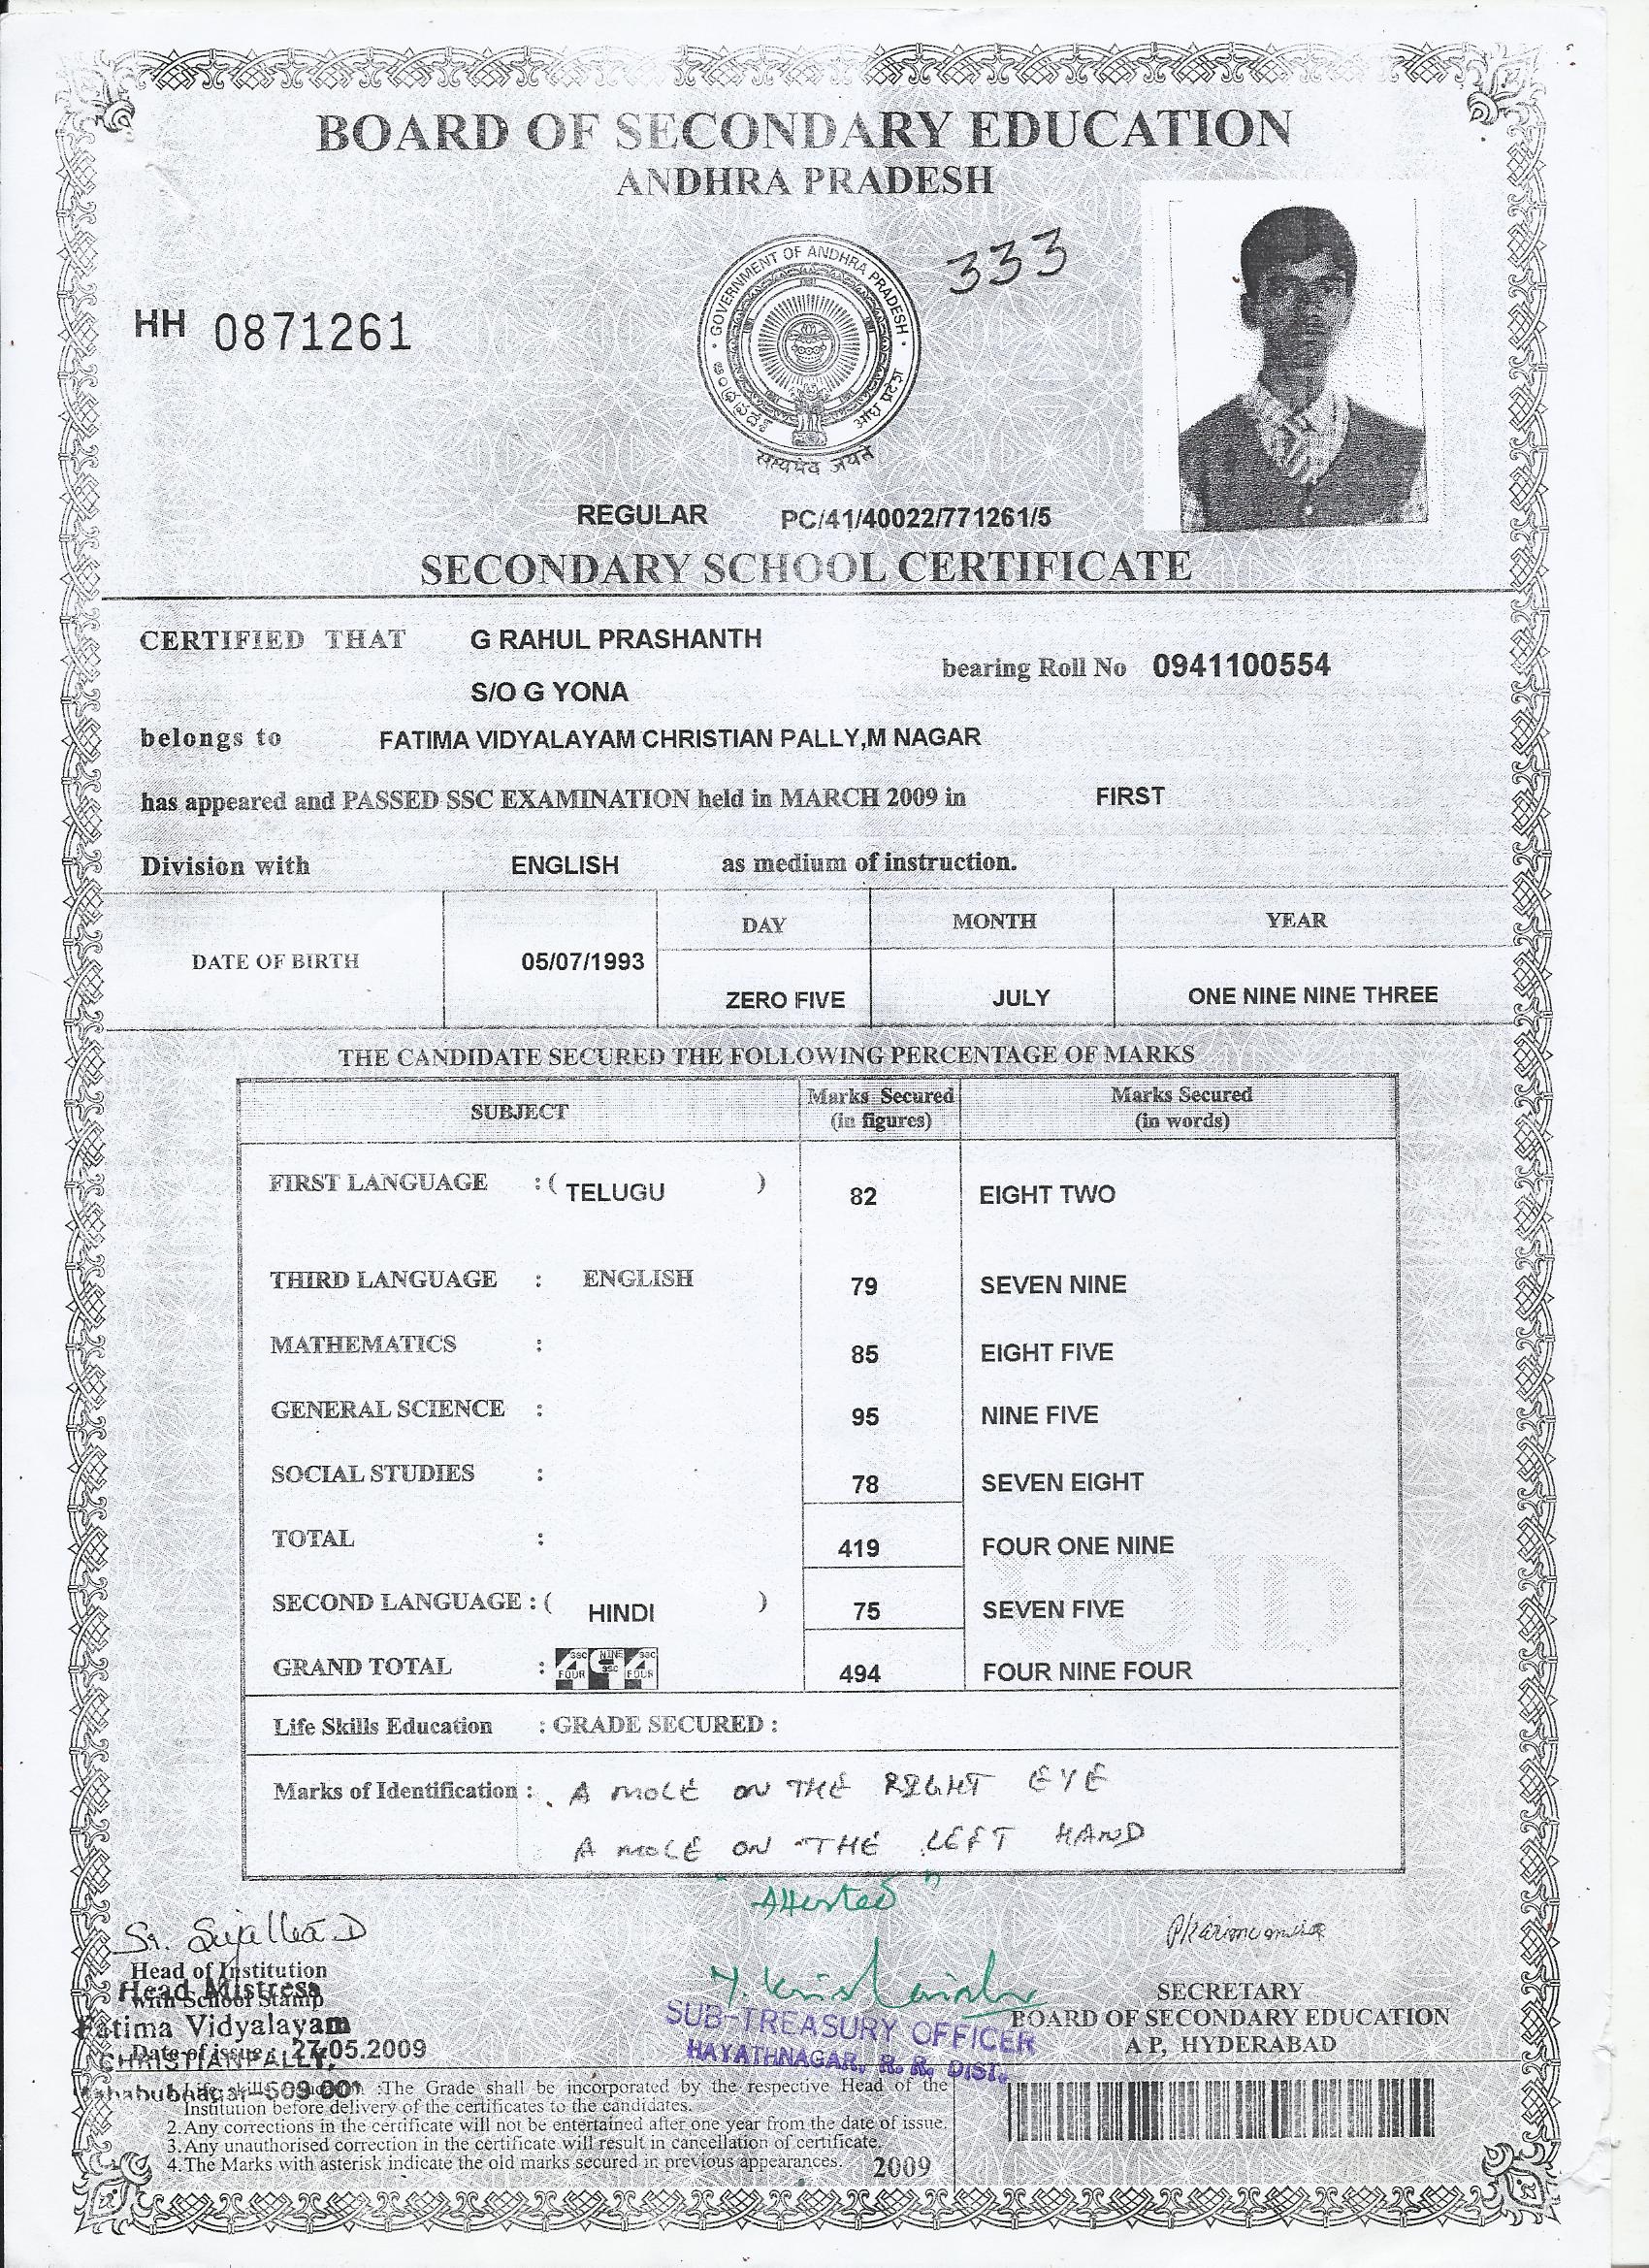 BOARD OF SECONDARY EDUCATION
ANDHRA PRADESH
333
GOVERNMENT OF ANDHRA PRADESH
ఆంధ్రప్రదేశ్ आंध्र प्रदेश
सत्यमेव जयते
HH 0871261
REGULAR PC/41/40022/771261/5
SECONDARY SCHOOL CERTIFICATE
CERTIFIED THAT G RAHUL PRASHANTH
bearing Roll No 0941100554
S/O G YONA
belongs to FATIMA VIDYALAYAM CHRISTIAN PALLY,M NAGAR
has appeared and PASSED SSC EXAMINATION held in MARCH 2009 in FIRST
Division with ENGLISH as medium of instruction.
DAY MONTH YEAR
DATE OF BIRTH 05/07/1993
ZERO FIVE JULY ONE NINE NINE THREE
THE CANDIDATE SECURED THE FOLLOWING PERCENTAGE OF MARKS
SUBJECT Marks Secured (in figures) Marks Secured (in words)
FIRST LANGUAGE :( TELUGU ) 82 EIGHT TWO
THIRD LANGUAGE : ENGLISH 79 SEVEN NINE
MATHEMATICS : 85 EIGHT FIVE
GENERAL SCIENCE : 95 NINE FIVE
SOCIAL STUDIES : 78 SEVEN EIGHT
TOTAL : 419 FOUR ONE NINE
VOID
SECOND LANGUAGE :( HINDI ) 75 SEVEN FIVE
GRAND TOTAL : 494 494 FOUR NINE FOUR
SSC NINE SSC
FOUR SSC FOUR
Life Skills Education : GRADE SECURED :
Marks of Identification : A MOLE ON THE RIGHT EYE
A MOLE ON THE LEFT HAND
"Attested"
Sr. Sujatha D
Head of Institution
Head Mistress
with School Stamp
Fatima Vidyalayam
Date of issue : 27.05.2009
CHRISTIANPALLY,
Mahabubnagar-509 001
SUB-TREASURY OFFICER
HAYATHNAGAR, R. R. DIST.
SECRETARY
BOARD OF SECONDARY EDUCATION
A P, HYDERABAD
:The Grade shall be incorporated by the respective Head of the
Institution before delivery of the certificates to the candidates.
2.Any corrections in the certificate will not be entertained after one year from the date of issue.
3.Any unauthorised correction in the certificate will result in cancellation of certificate.
4.The Marks with asterisk indicate the old marks secured in previous appearances.
2009